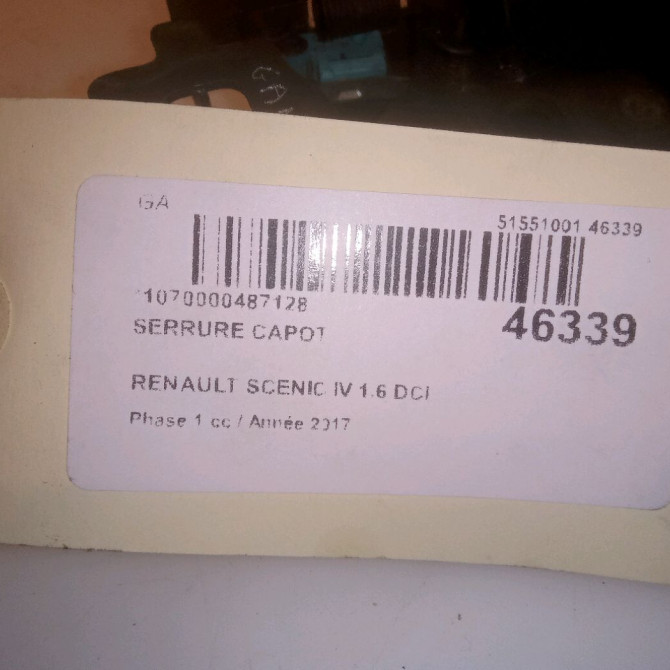 GA
51551001 46339
*1070000487128
46339
SERRURE CAPOT
RENAULT SCENIC IV 1.6 DCI
Phase 1 cc / Année 2017